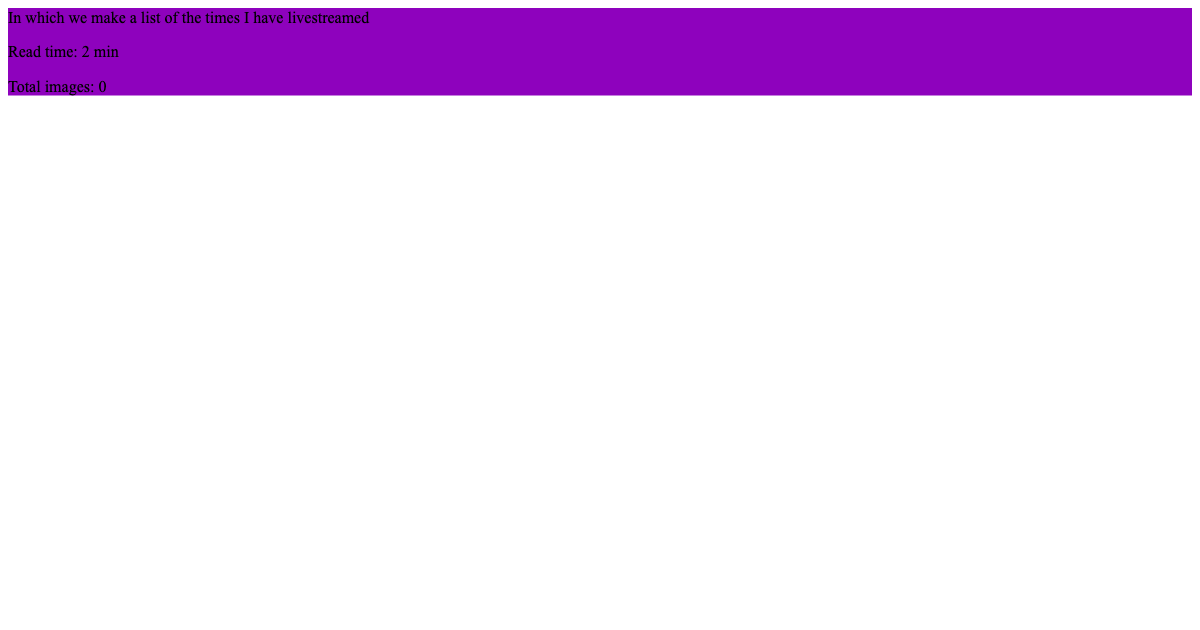 In which we make a list of the times I have livestreamed
Read time: 2 min
Total images: 0